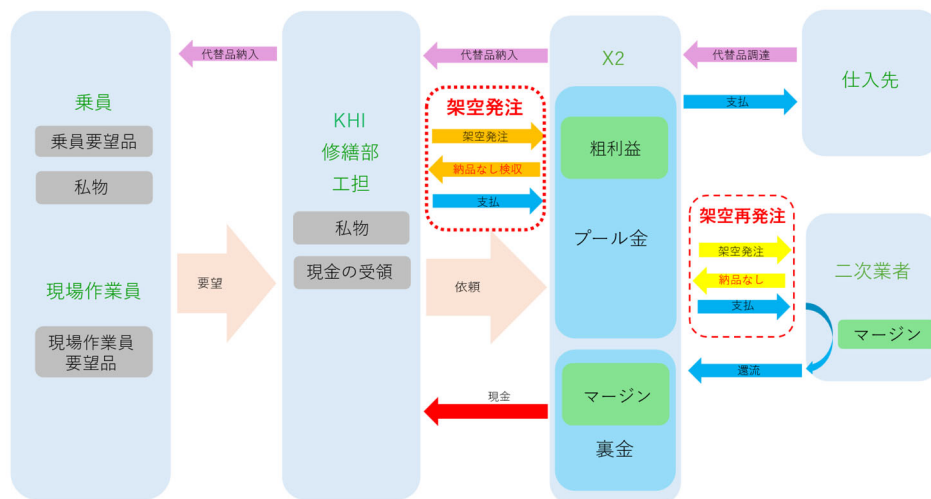 代替品納入
代替品納入
代替品調達
乗員
乗員要望品
私物
現場作業員
現場作業員
要望品
要望
KHI
修繕部
工担
私物
現金の受領
架空発注
架空発注
納品なし検収
支払
依頼
現金
X2
粗利益
プール金
マージン
裏金
支払
架空再発注
架空発注
納品なし
支払
還流
仕入先
二次業者
マージン